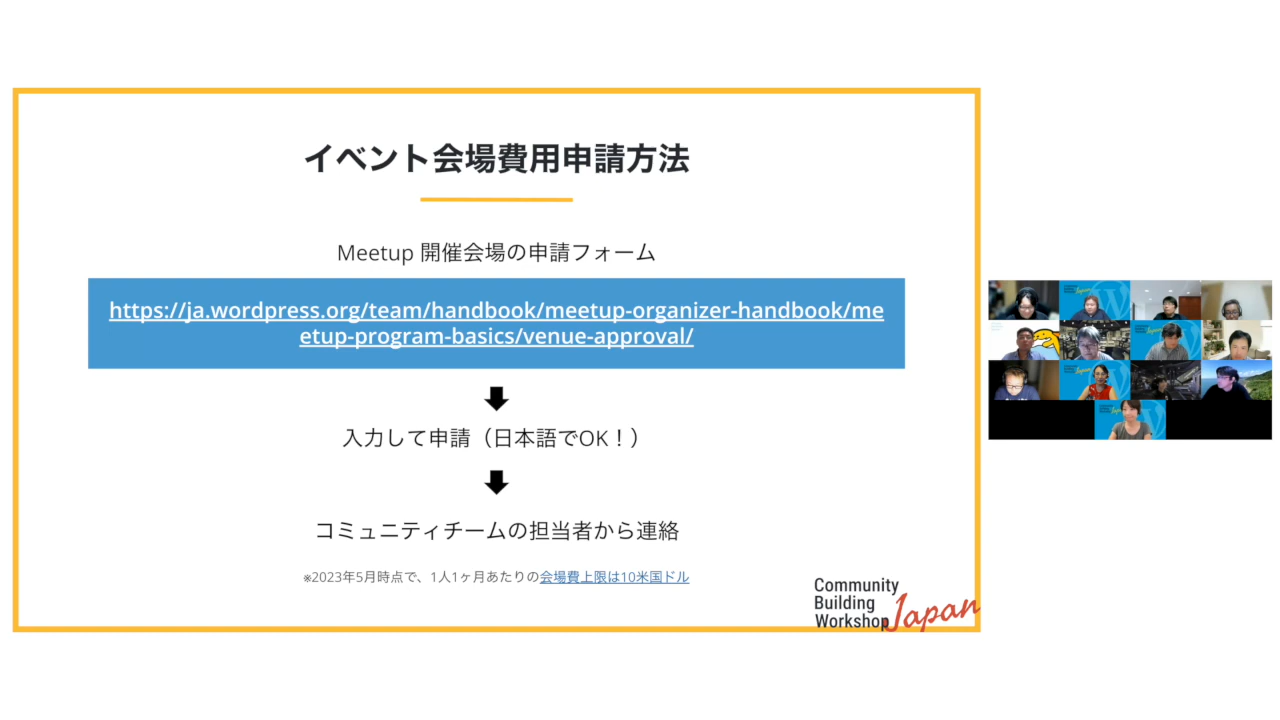 イベント会場費用申請方法
Meetup 開催会場の申請フォーム
https://ja.wordpress.org/team/handbook/meetup-organizer-handbook/me
etup-program-basics/venue-approval/
入力して申請（日本語でOK！）
コミュニティチームの担当者から連絡
※2023年5月時点で、1人1ヶ月あたりの会場費上限は10米国ドル
Community
Building
Workshop Japan